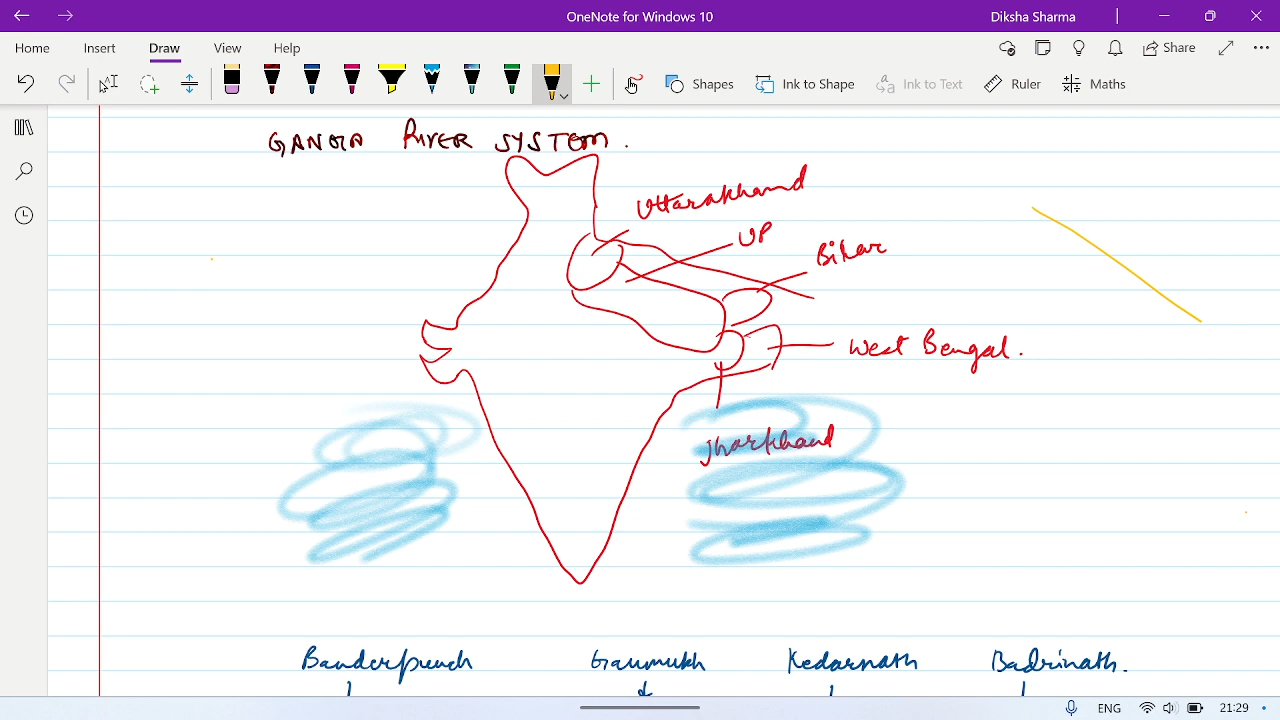 OneNote for Windows 10
Diksha Sharma
Home Insert Draw View Help
Share
Shapes Ink to Shape Ink to Text Ruler Maths
GANGA RIVER SYSTEM.
Uttarakhand
UP
Bihar
West Bengal.
Jharkhand
Banderpunch Gaumukh Kedarnath Badrinath.
ENG 21:29